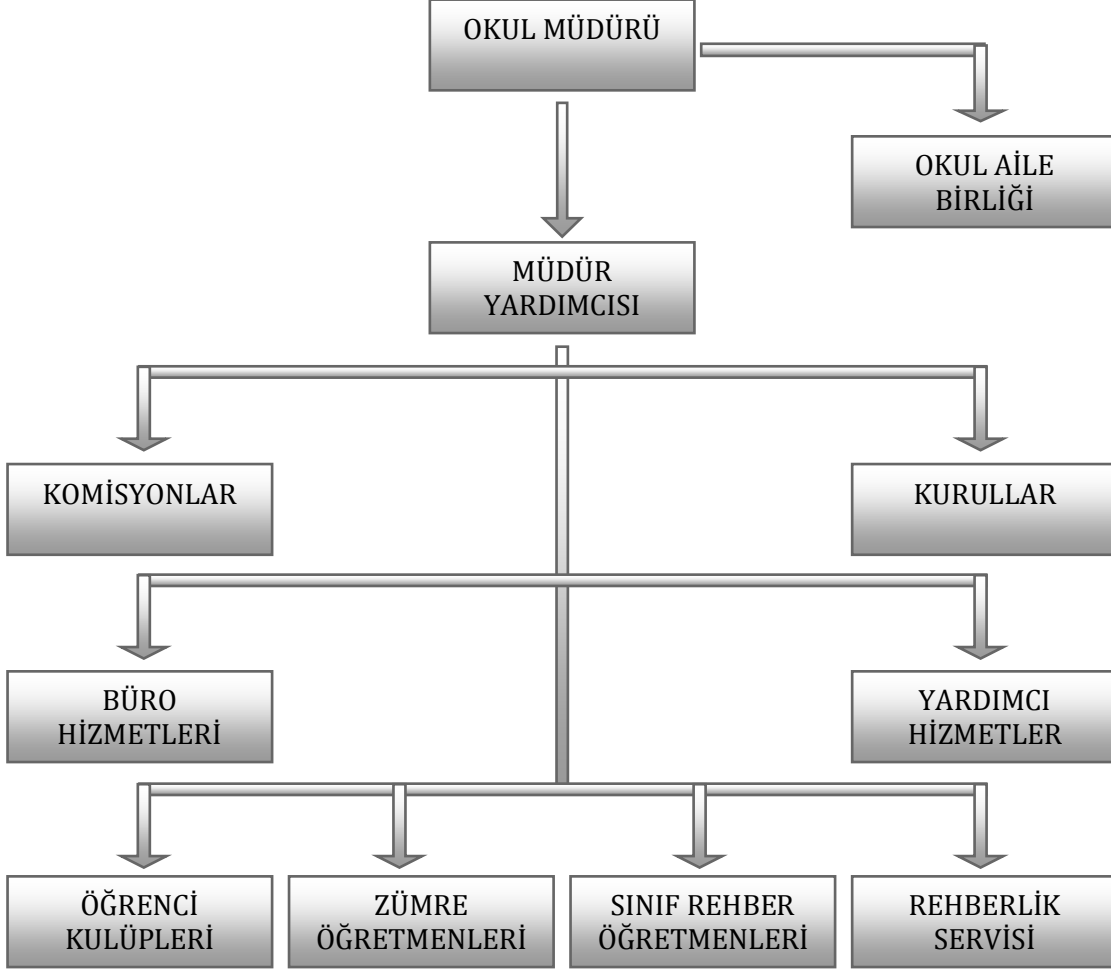 OKUL MÜDÜRÜ
OKUL AİLE
BİRLİĞİ
MÜDÜR
YARDIMCISI
KOMİSYONLAR
KURULLAR
BÜRO
HİZMETLERİ
YARDIMCI
HİZMETLER
ÖĞRENCİ
KULÜPLERİ
ZÜMRE
ÖĞRETMENLERİ
SINIF REHBER
ÖĞRETMENLERİ
REHBERLİK
SERVİSİ